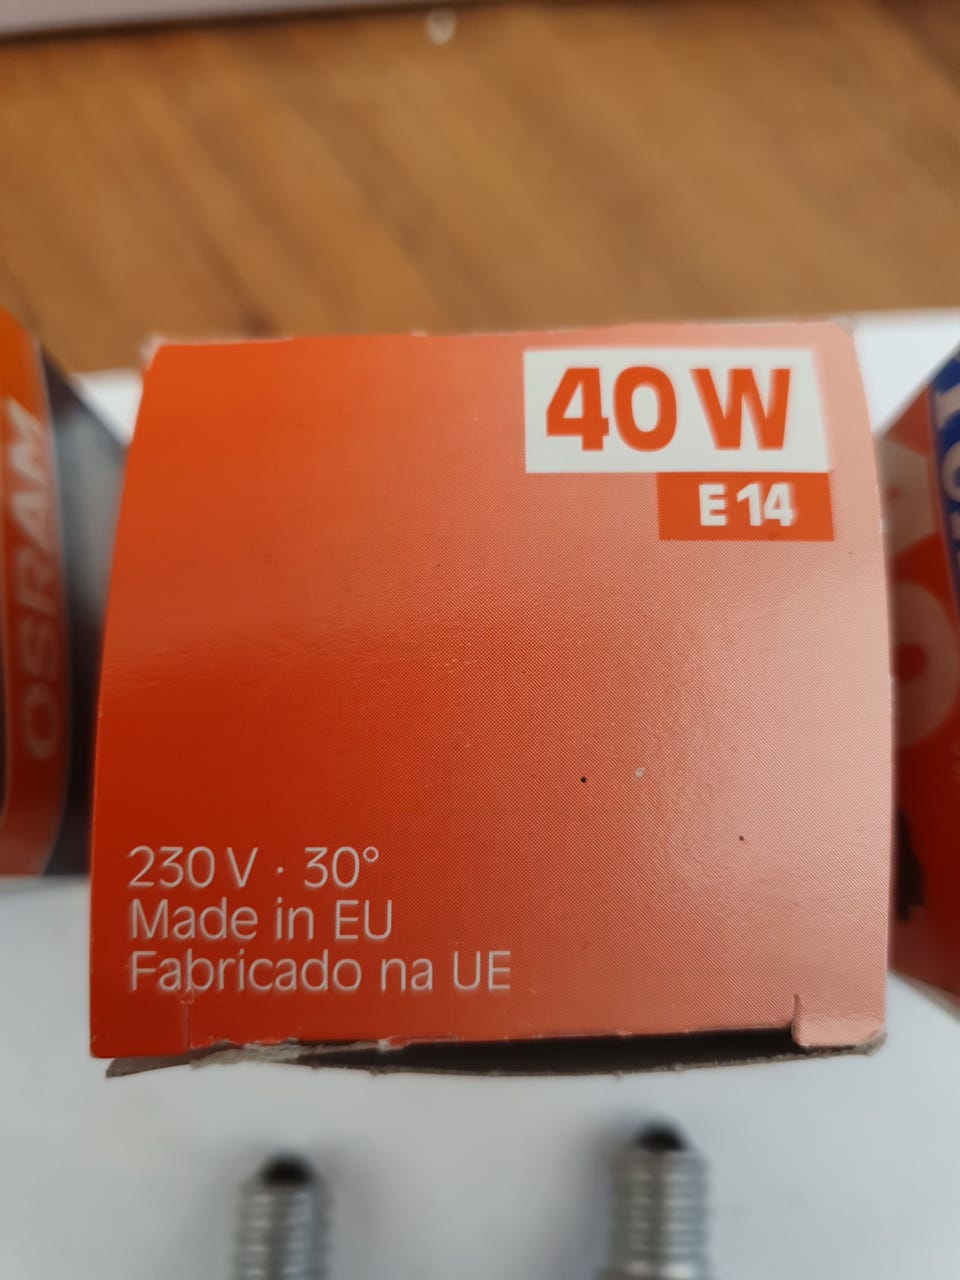 40 W
E 14
OSRAM
230 V · 30°
Made in EU
Fabricado na UE